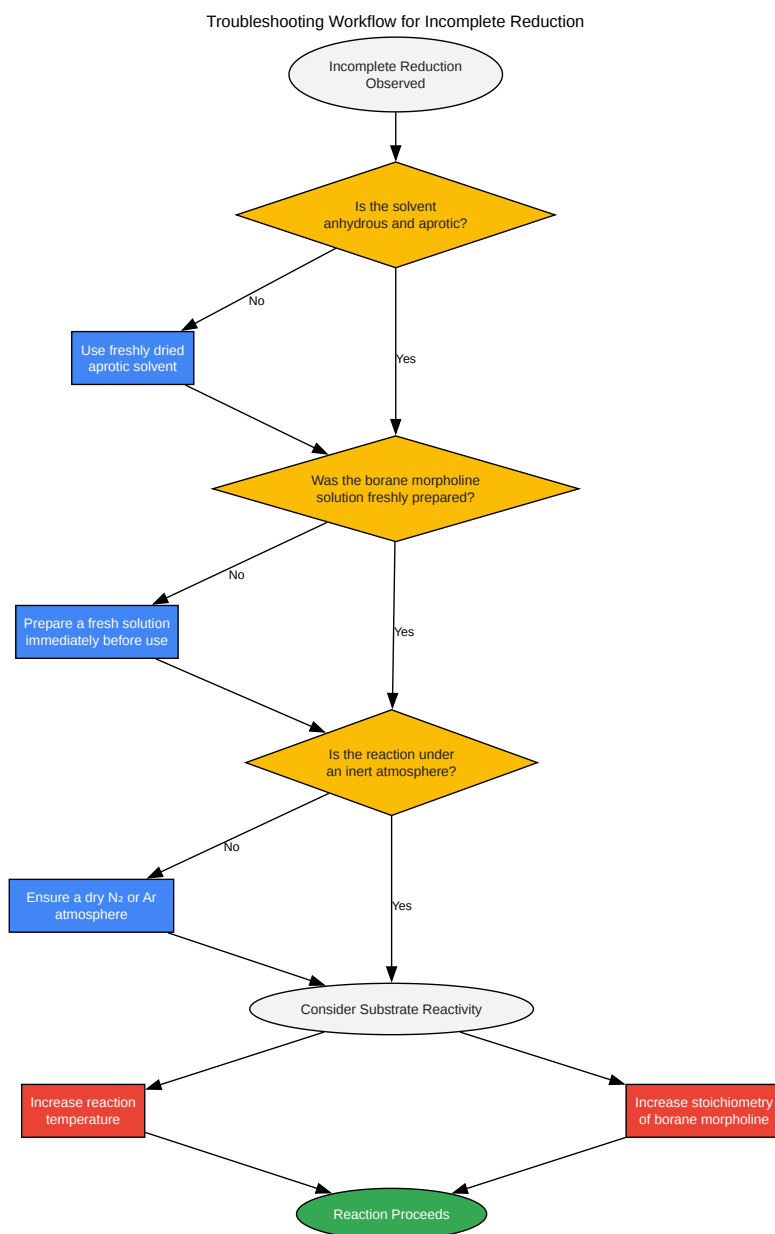 Troubleshooting Workflow for Incomplete Reduction
Incomplete Reduction
Observed
Is the solvent
anhydrous and aprotic?
No
Yes
Use freshly dried
aprotic solvent
Was the borane morpholine
solution freshly prepared?
No
Yes
Prepare a fresh solution
immediately before use
Is the reaction under
an inert atmosphere?
No
Yes
Ensure a dry N₂ or Ar
atmosphere
Consider Substrate Reactivity
Increase reaction
temperature
Increase stoichiometry
of borane morpholine
Reaction Proceeds